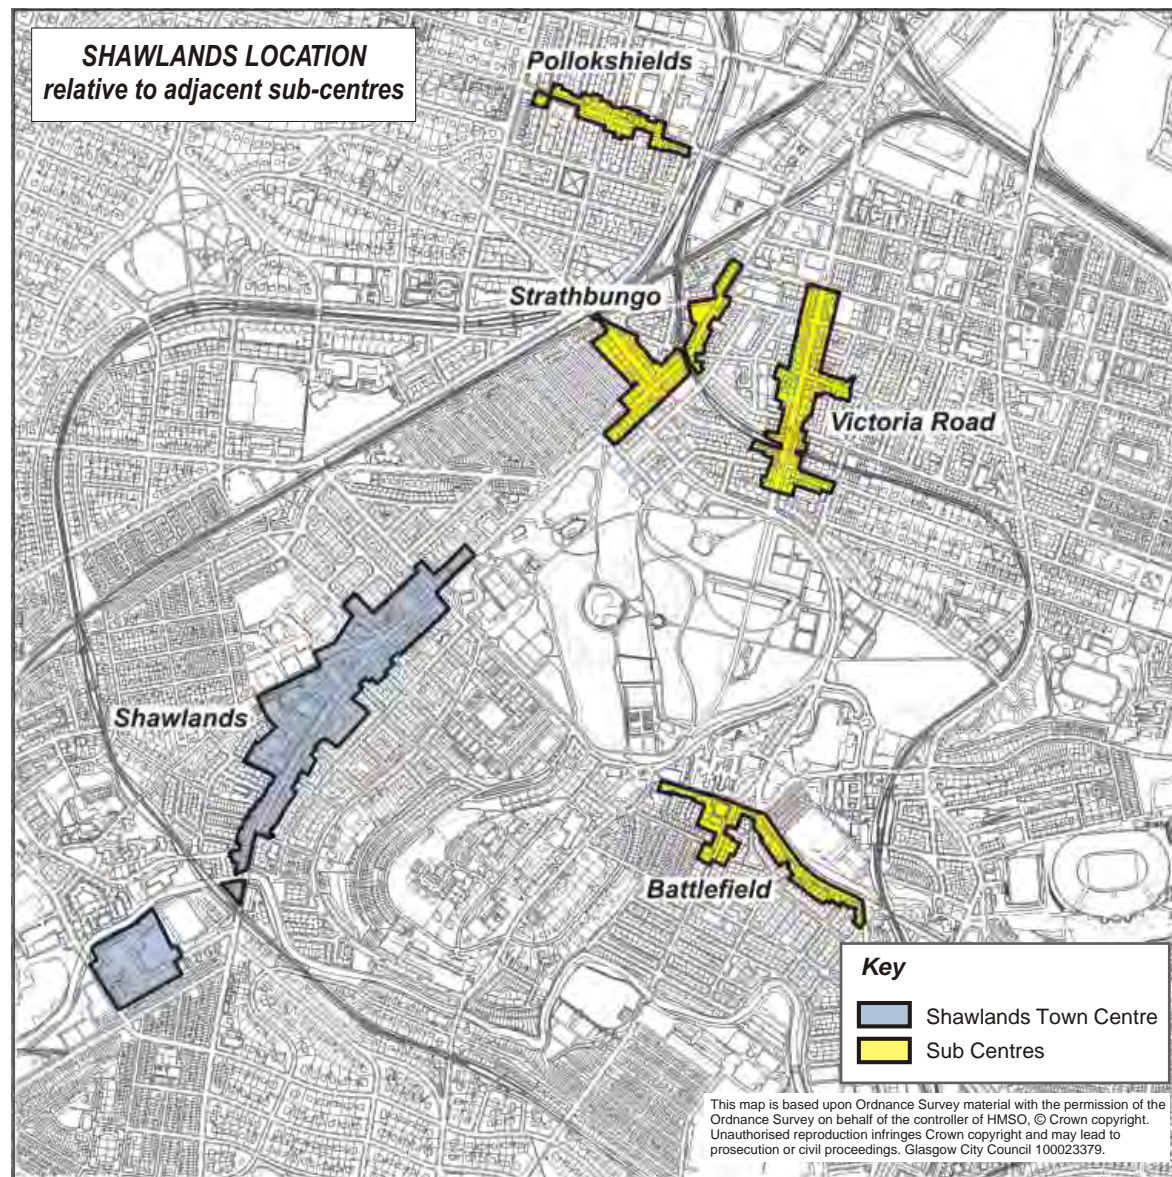 SHAWLANDS LOCATION
relative to adjacent sub-centres
Pollokshields
Strathbungo
Victoria Road
Shawlands
Battlefield
Key
Shawlands Town Centre
Sub Centres
This map is based upon Ordnance Survey material with the permission of the
Ordnance Survey on behalf of the controller of HMSO, © Crown copyright.
Unauthorised reproduction infringes Crown copyright and may lead to
prosecution or civil proceedings. Glasgow City Council 100023379.